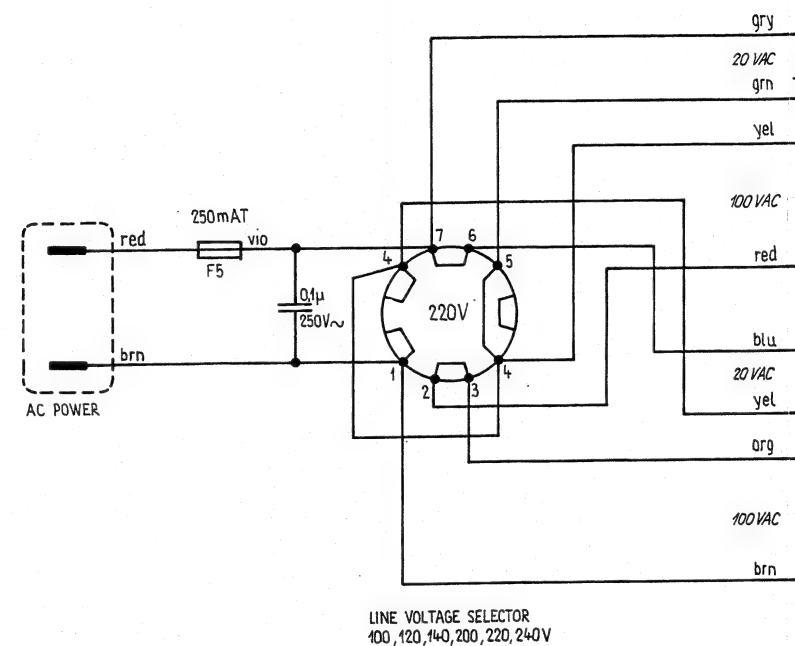 gry
20 VAC
grn
yel
250mAT
100 VAC
red
vio
F5
4
7
6
5
red
0,1µ
250V~
220V
brn
blu
1
2
3
4
20 VAC
yel
AC POWER
org
100 VAC
brn
LINE VOLTAGE SELECTOR
100, 120, 140, 200, 220, 240V